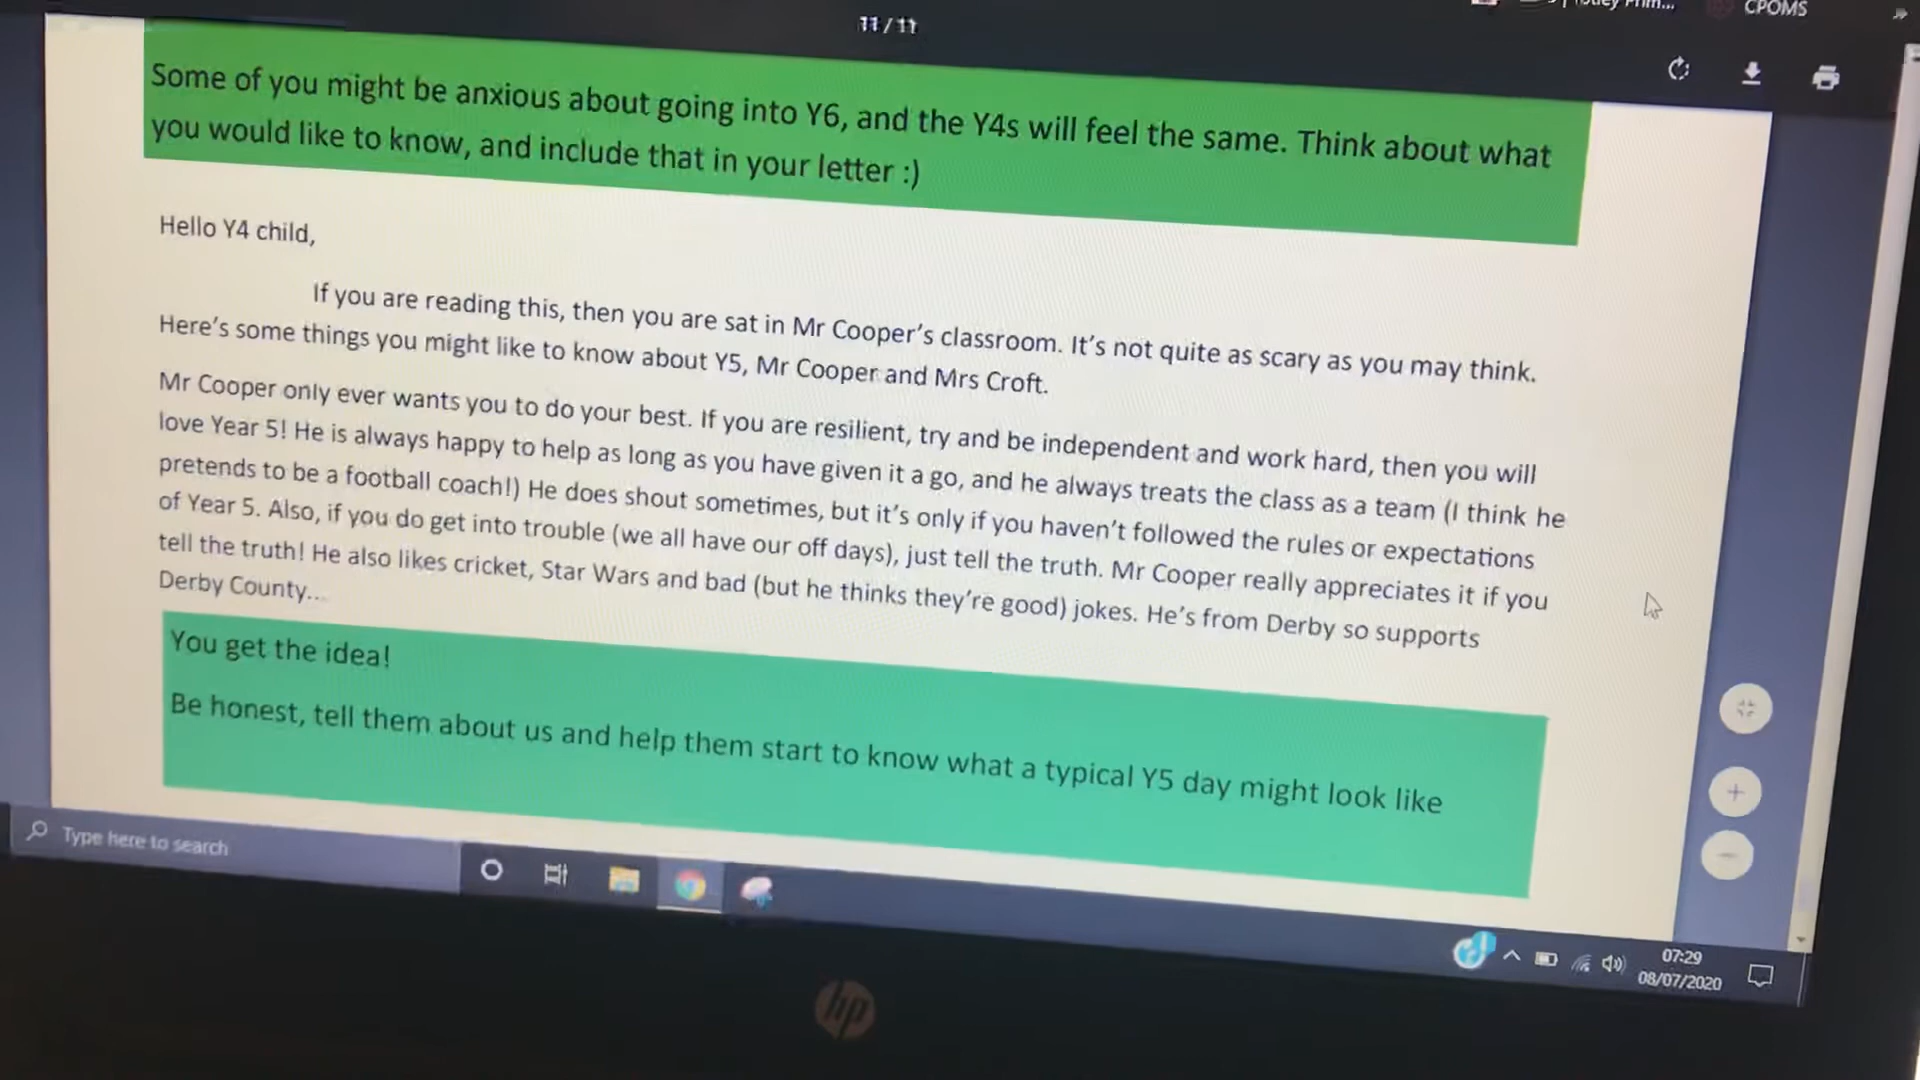 11 / 11
CPOMS
Some of you might be anxious about going into Y6, and the Y4s will feel the same. Think about what
you would like to know, and include that in your letter :)
Hello Y4 child,
If you are reading this, then you are sat in Mr Cooper's classroom. It's not quite as scary as you may think.
Here's some things you might like to know about Y5, Mr Cooper and Mrs Croft.
Mr Cooper only ever wants you to do your best. If you are resilient, try and be independent and work hard, then you will
love Year 5! He is always happy to help as long as you have given it a go, and he always treats the class as a team (I think he
pretends to be a football coach!) He does shout sometimes, but it's only if you haven't followed the rules or expectations
of Year 5. Also, if you do get into trouble (we all have our off days), just tell the truth. Mr Cooper really appreciates it if you
tell the truth! He also likes cricket, Star Wars and bad (but he thinks they're good) jokes. He's from Derby so supports
Derby County...
You get the idea!
Be honest, tell them about us and help them start to know what a typical Y5 day might look like
Type here to search
07:29
08/07/2020
hp